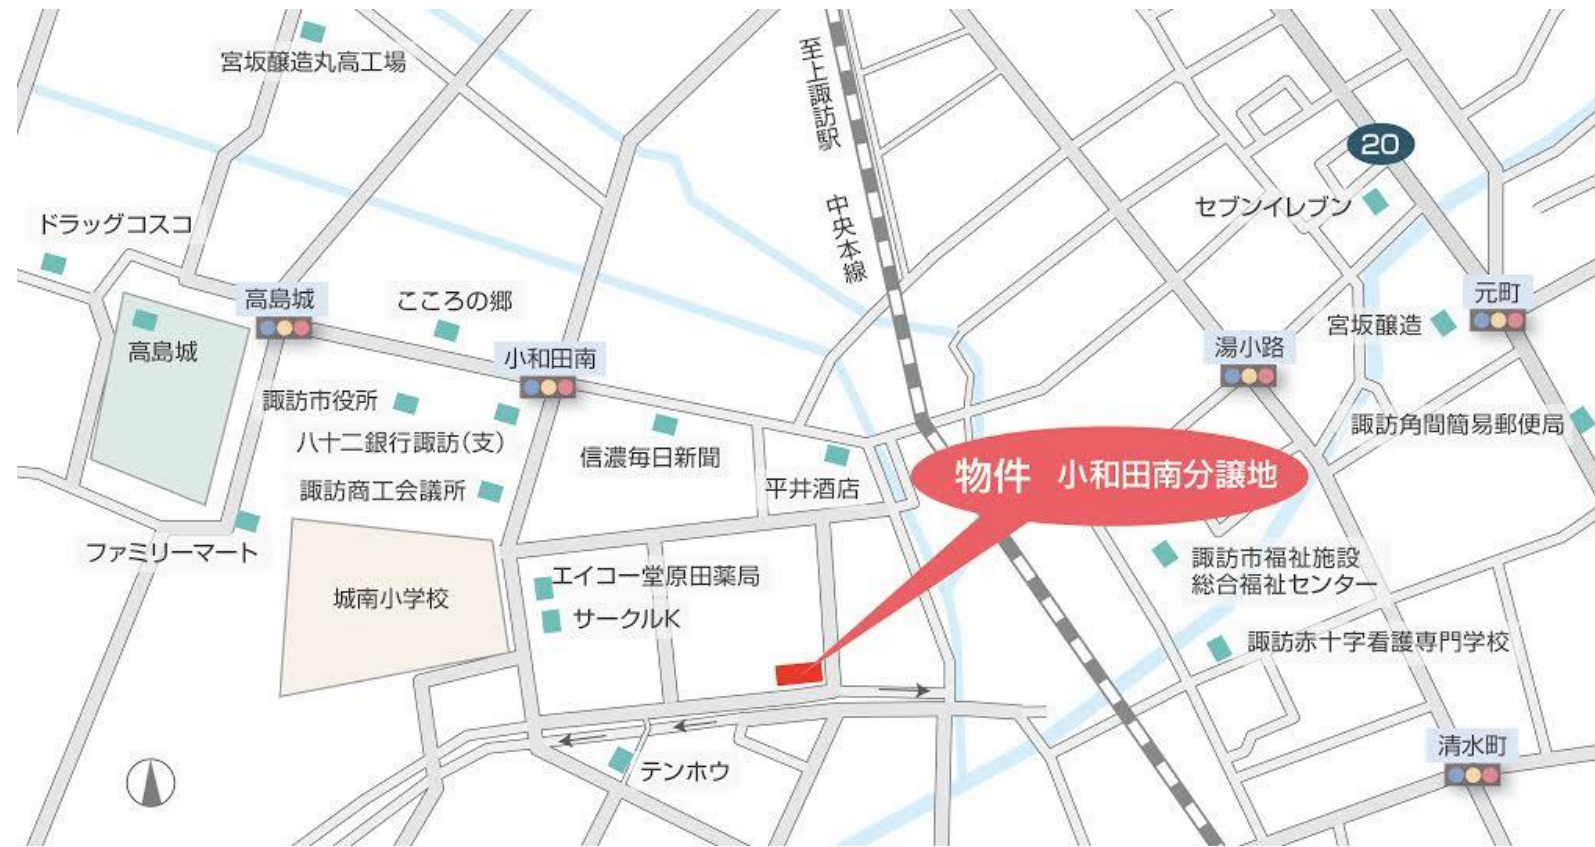 宮坂醸造丸高工場
至上諏訪駅
中央本線
20
セブンイレブン
ドラッグコスコ
高島城
こころの郷
元町
宮坂醸造
湯小路
高島城
小和田南
諏訪市役所
八十二銀行諏訪(支)
信濃毎日新聞
諏訪角間簡易郵便局
諏訪商工会議所
平井酒店
物件 小和田南分譲地
ファミリーマート
エイコー堂原田薬局
諏訪市福祉施設
総合福祉センター
城南小学校
サークルK
諏訪赤十字看護専門学校
清水町
テンホウ